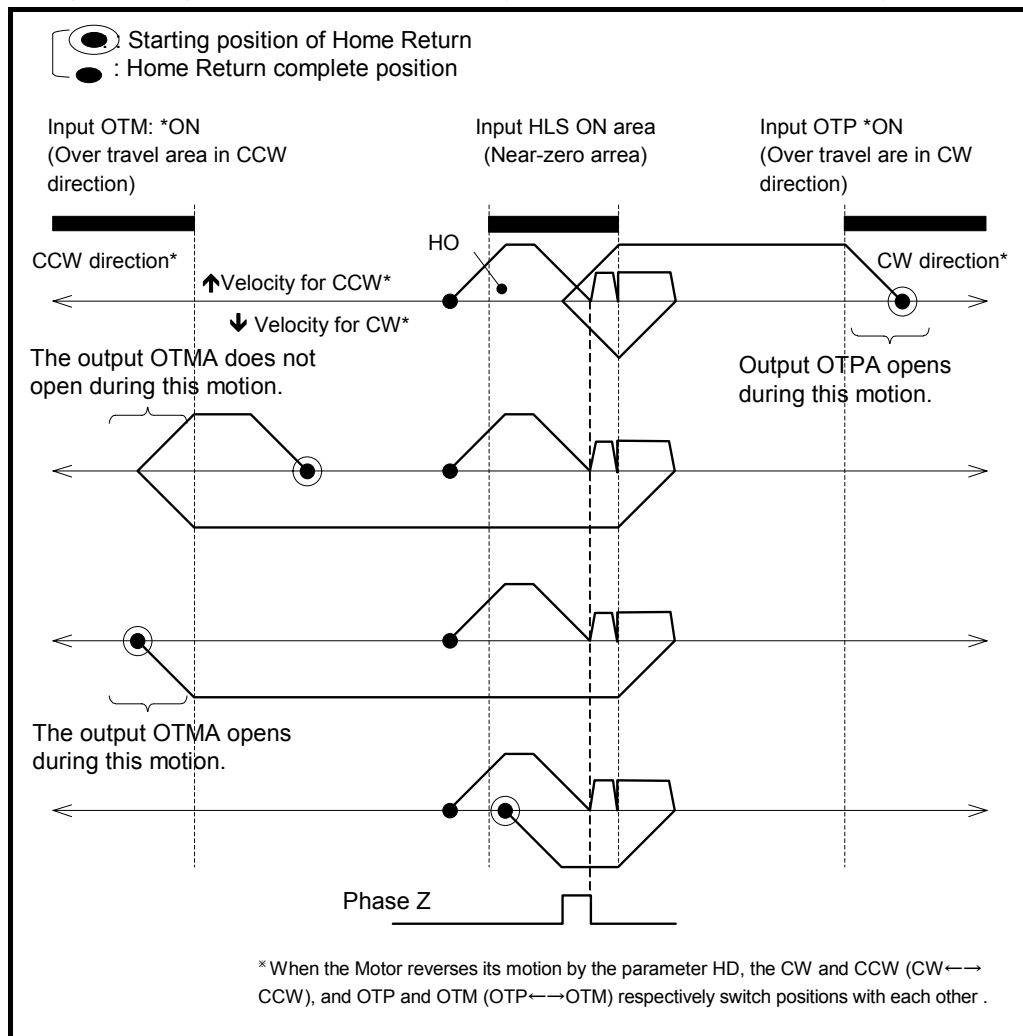 : Starting position of Home Return
: Home Return complete position
Input OTM: *ON
(Over travel area in CCW
direction)
Input HLS ON area
(Near-zero arrea)
Input OTP *ON
(Over travel are in CW
direction)
HO
CCW direction*
CW direction*
↑Velocity for CCW*
↓ Velocity for CW*
The output OTMA does not
open during this motion.
Output OTPA opens
during this motion.
The output OTMA opens
during this motion.
Phase Z
※ When the Motor reverses its motion by the parameter HD, the CW and CCW (CW←→
CCW), and OTP and OTM (OTP←→OTM) respectively switch positions with each other .